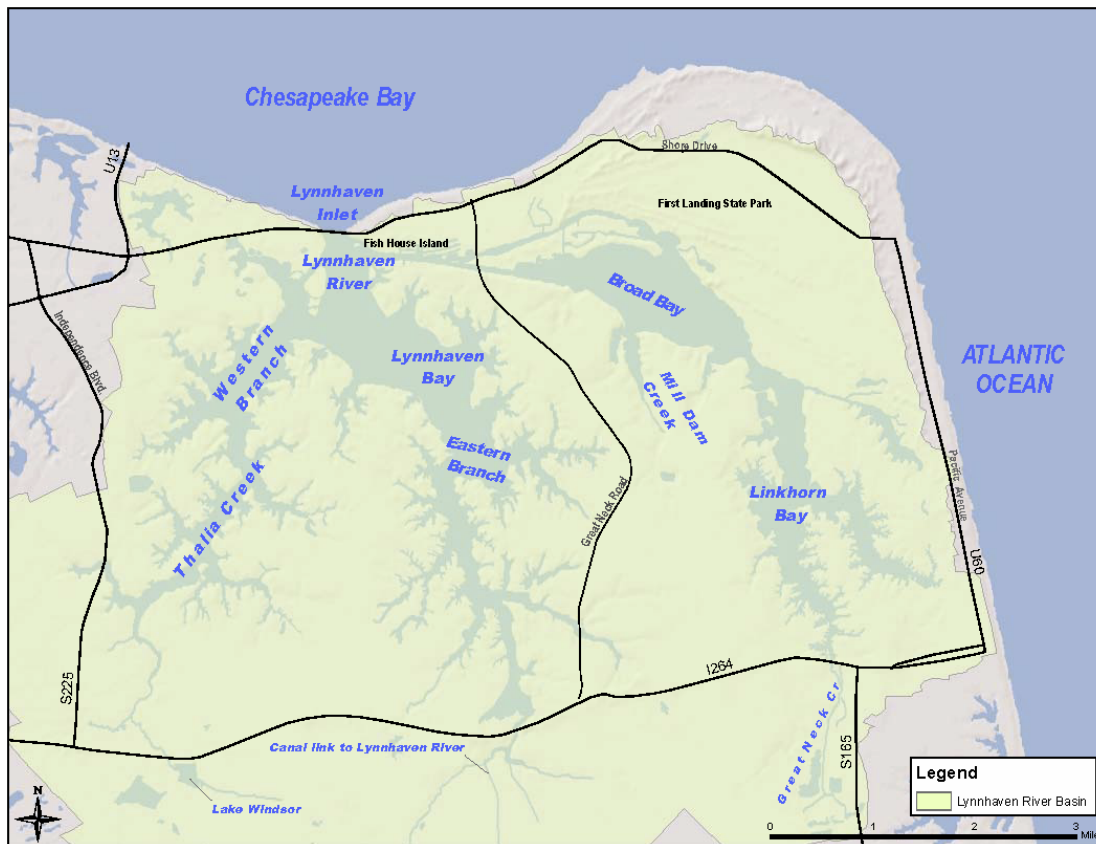 Chesapeake Bay
U13
Shore Drive
Lynnhaven
Inlet
First Landing State Park
Fish House Island
Lynnhaven
River
Broad Bay
Independence Blvd.
Western
Branch
Lynnhaven
Bay
ATLANTIC
OCEAN
Mill Dam
Creek
Eastern
Branch
Thalia Creek
Great Neck Road
Linkhorn
Bay
Pacific Avenue
U60
S225
I264
Canal link to Lynnhaven River
Great Neck Cr
S165
Lake Windsor
N
Legend
Lynnhaven River Basin
0 1 2 3
Mile